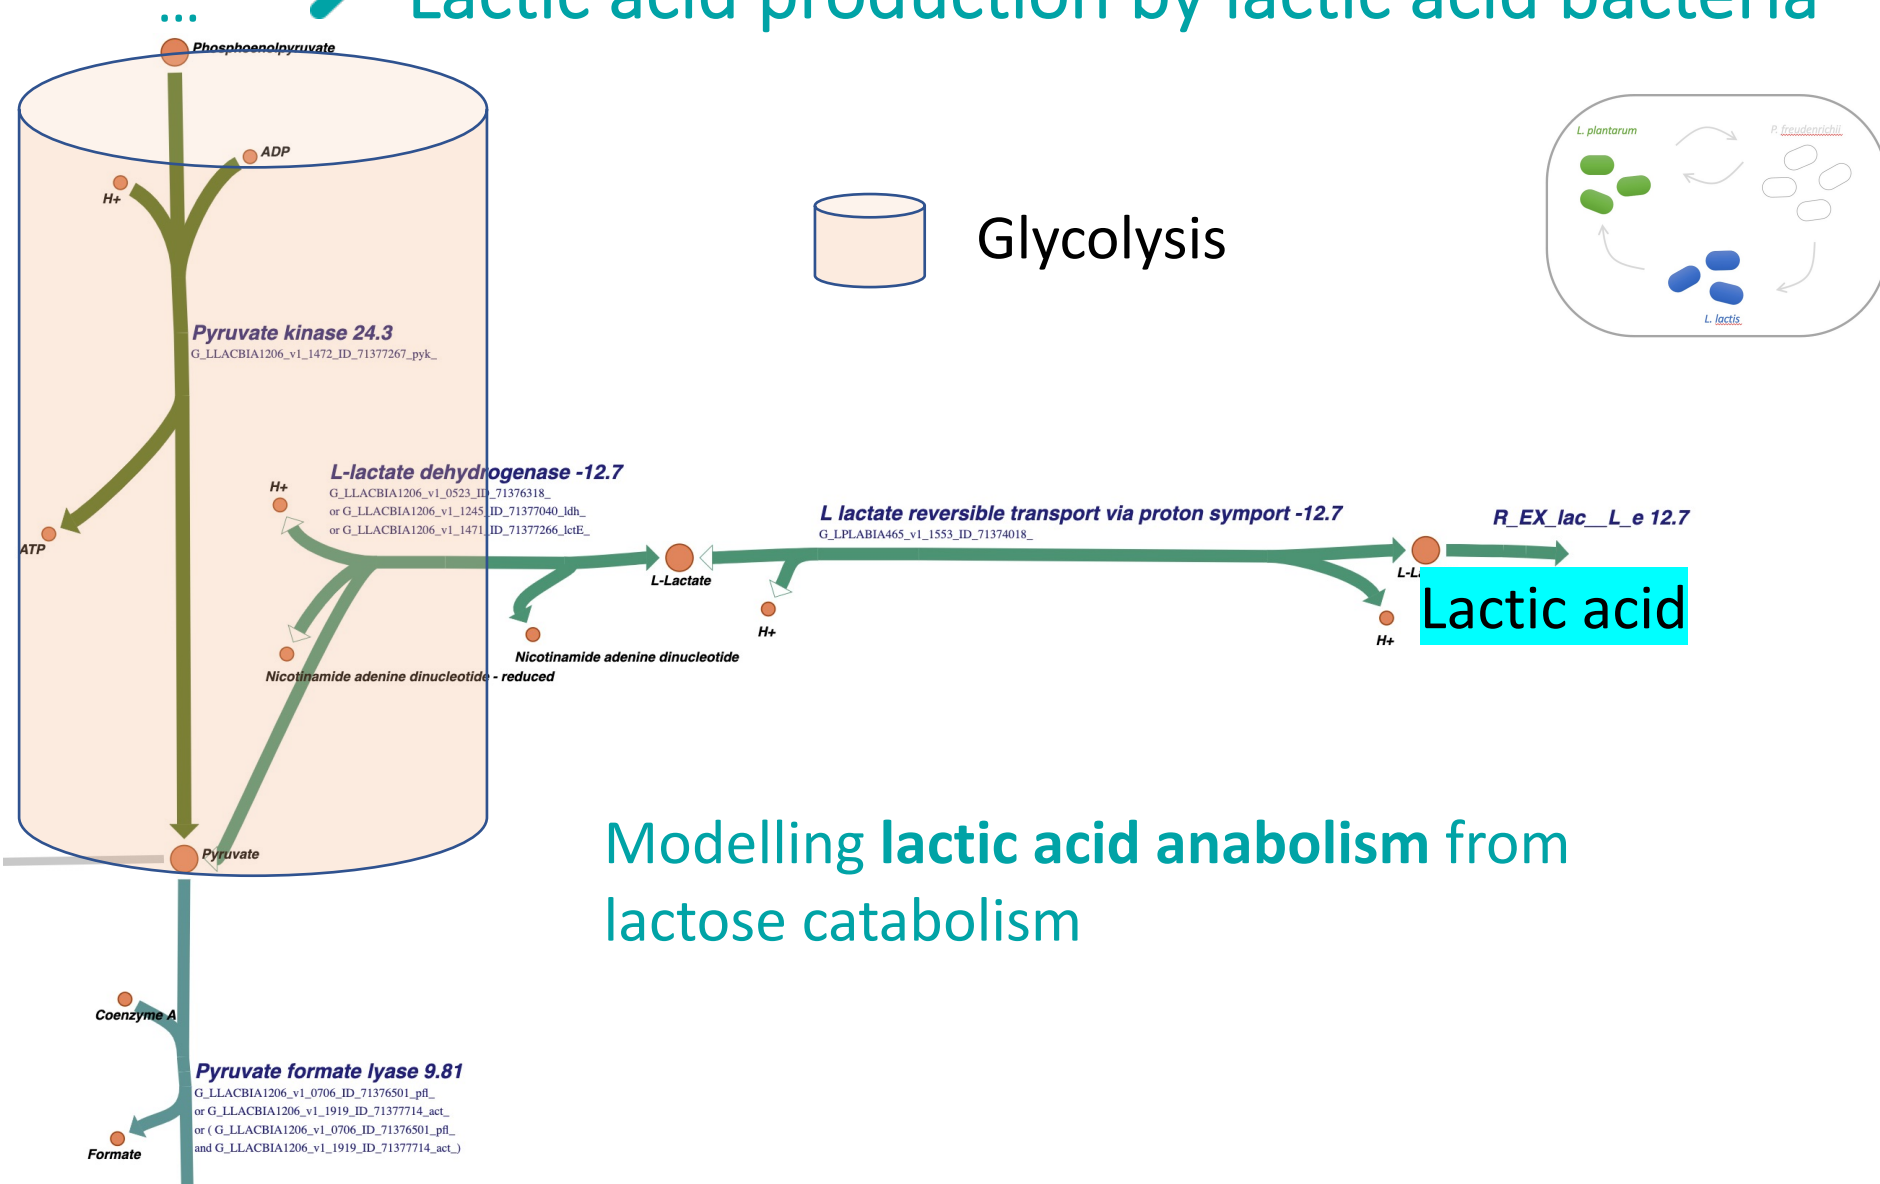 ...
Lactic acid production by lactic acid bacteria
Phosphoenolpyruvate
ADP
H+
L. plantarum
P. freudenrichii
L. lactis
Glycolysis
Pyruvate kinase 24.3
G_LLACBIA1206_v1_1472_ID_71377267_pyk_
ATP
L-lactate dehydrogenase -12.7
G_LLACBIA1206_v1_0523_ID_71376318_
or G_LLACBIA1206_v1_1245_ID_71377040_ldh_
or G_LLACBIA1206_v1_1471_ID_71377266_lctE_
H+
Nicotinamide adenine dinucleotide - reduced
Nicotinamide adenine dinucleotide
L-Lactate
L lactate reversible transport via proton symport -12.7
G_LPLABIA465_v1_1553_ID_71374018_
H+
H+
R_EX_lac__L_e 12.7
Lactic acid
Pyruvate
Modelling lactic acid anabolism from
lactose catabolism
Coenzyme A
Pyruvate formate lyase 9.81
G_LLACBIA1206_v1_0706_ID_71376501_pfl_
or G_LLACBIA1206_v1_1919_ID_71377714_act_
or ( G_LLACBIA1206_v1_0706_ID_71376501_pfl_
and G_LLACBIA1206_v1_1919_ID_71377714_act_)
Formate